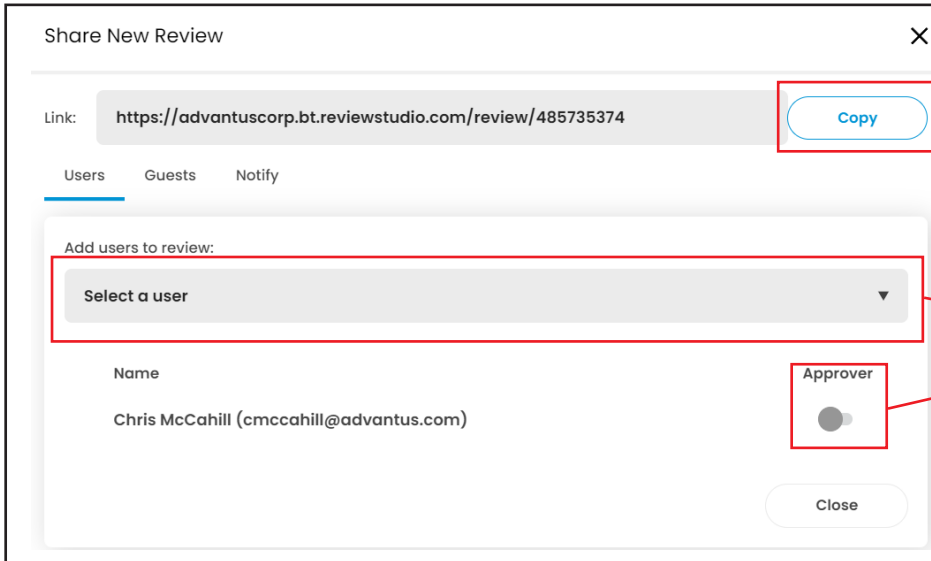 Share New Review
Link: https://advantuscorp.bt.reviewstudio.com/review/485735374 Copy
Users Guests Notify
Add users to review:
Select a user
Name Approver
Chris McCahill (cmccahill@advantus.com)
Close